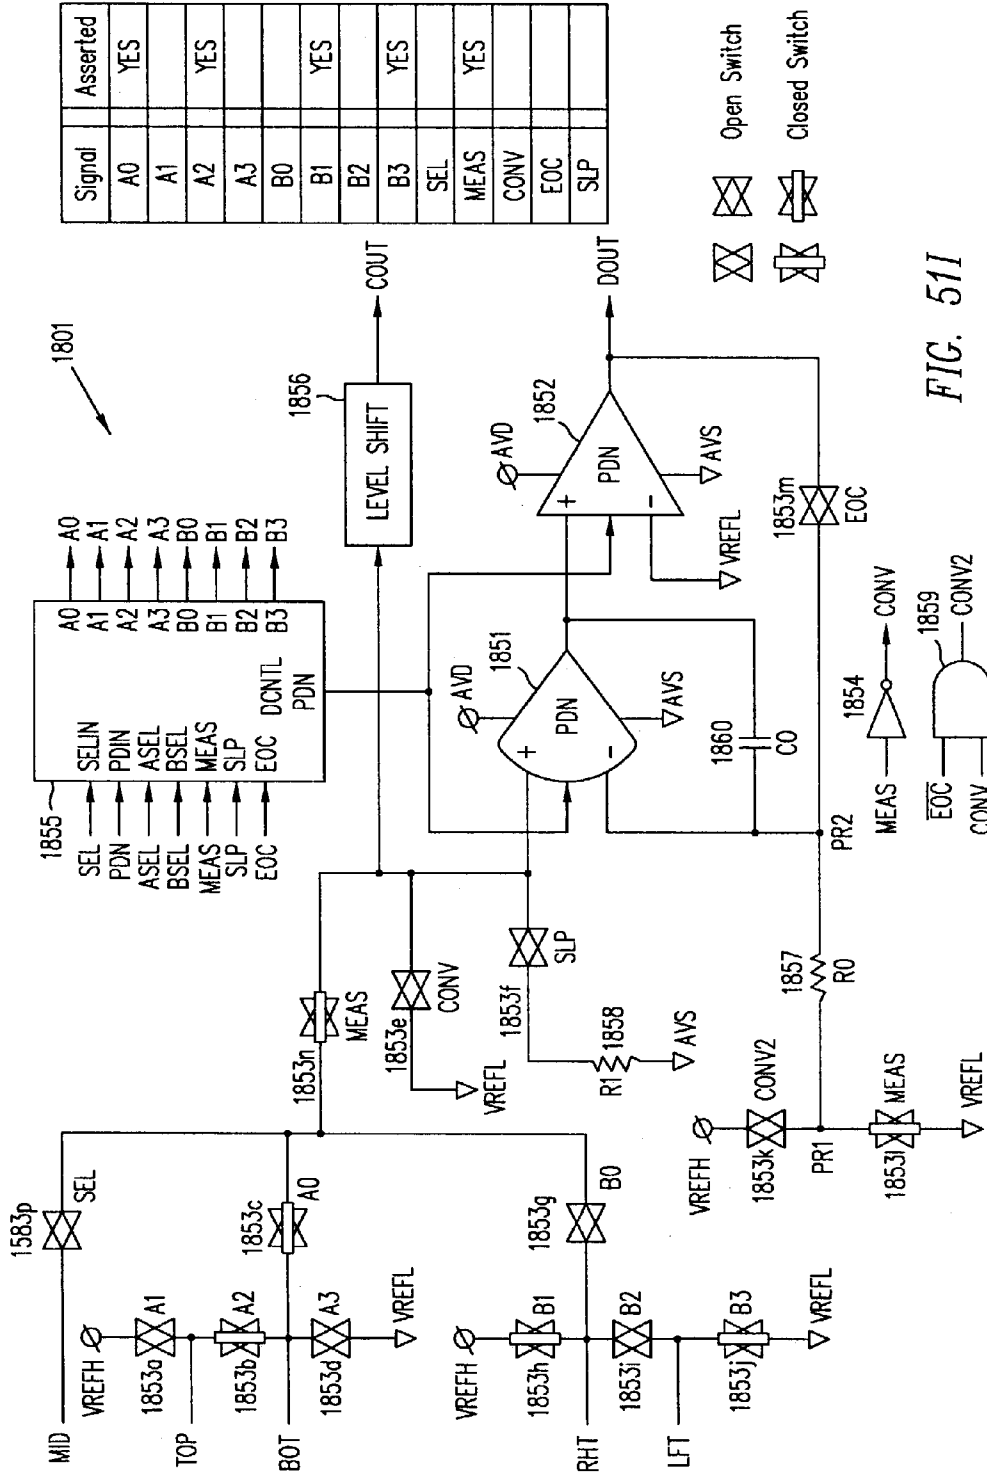 1801
1855
SEL
PDN
ASEL
BSEL
MEAS
SLP
EOC
SELIN
PDIN
ASEL
BSEL
MEAS
SLP
EOC
DCNTL
PDN
A0
A1
A2
A3
B0
B1
B2
B3
A0
A1
A2
A3
B0
B1
B2
B3
Signal Asserted
A0 YES
A1
A2 YES
A3
B0
B1 YES
B2
B3 YES
SEL
MEAS YES
CONV
EOC
SLP
1856
LEVEL SHIFT
COUT
MID
1583p
SEL
VREFH
1853a
A1
TOP
1853b
A2
1853c
A0
BOT
1853d
A3
VREFL
1853n
MEAS
1853e
CONV
VREFL
1853f
SLP
R1
1858
AVS
AVD
1851
+
PDN
-
AVS
1860
C0
AVD
1852
+
PDN
-
AVS
VREFL
DOUT
VREFH
1853h
B1
1853g
B0
RHT
1853i
B2
LFT
1853j
B3
VREFL
VREFH
1853k
CONV2
PR1
1853l
MEAS
VREFL
1857
R0
PR2
1853m
EOC
MEAS
1854
CONV
EOC
CONV
1859
CONV2
Open Switch
Closed Switch
FIG. 51I